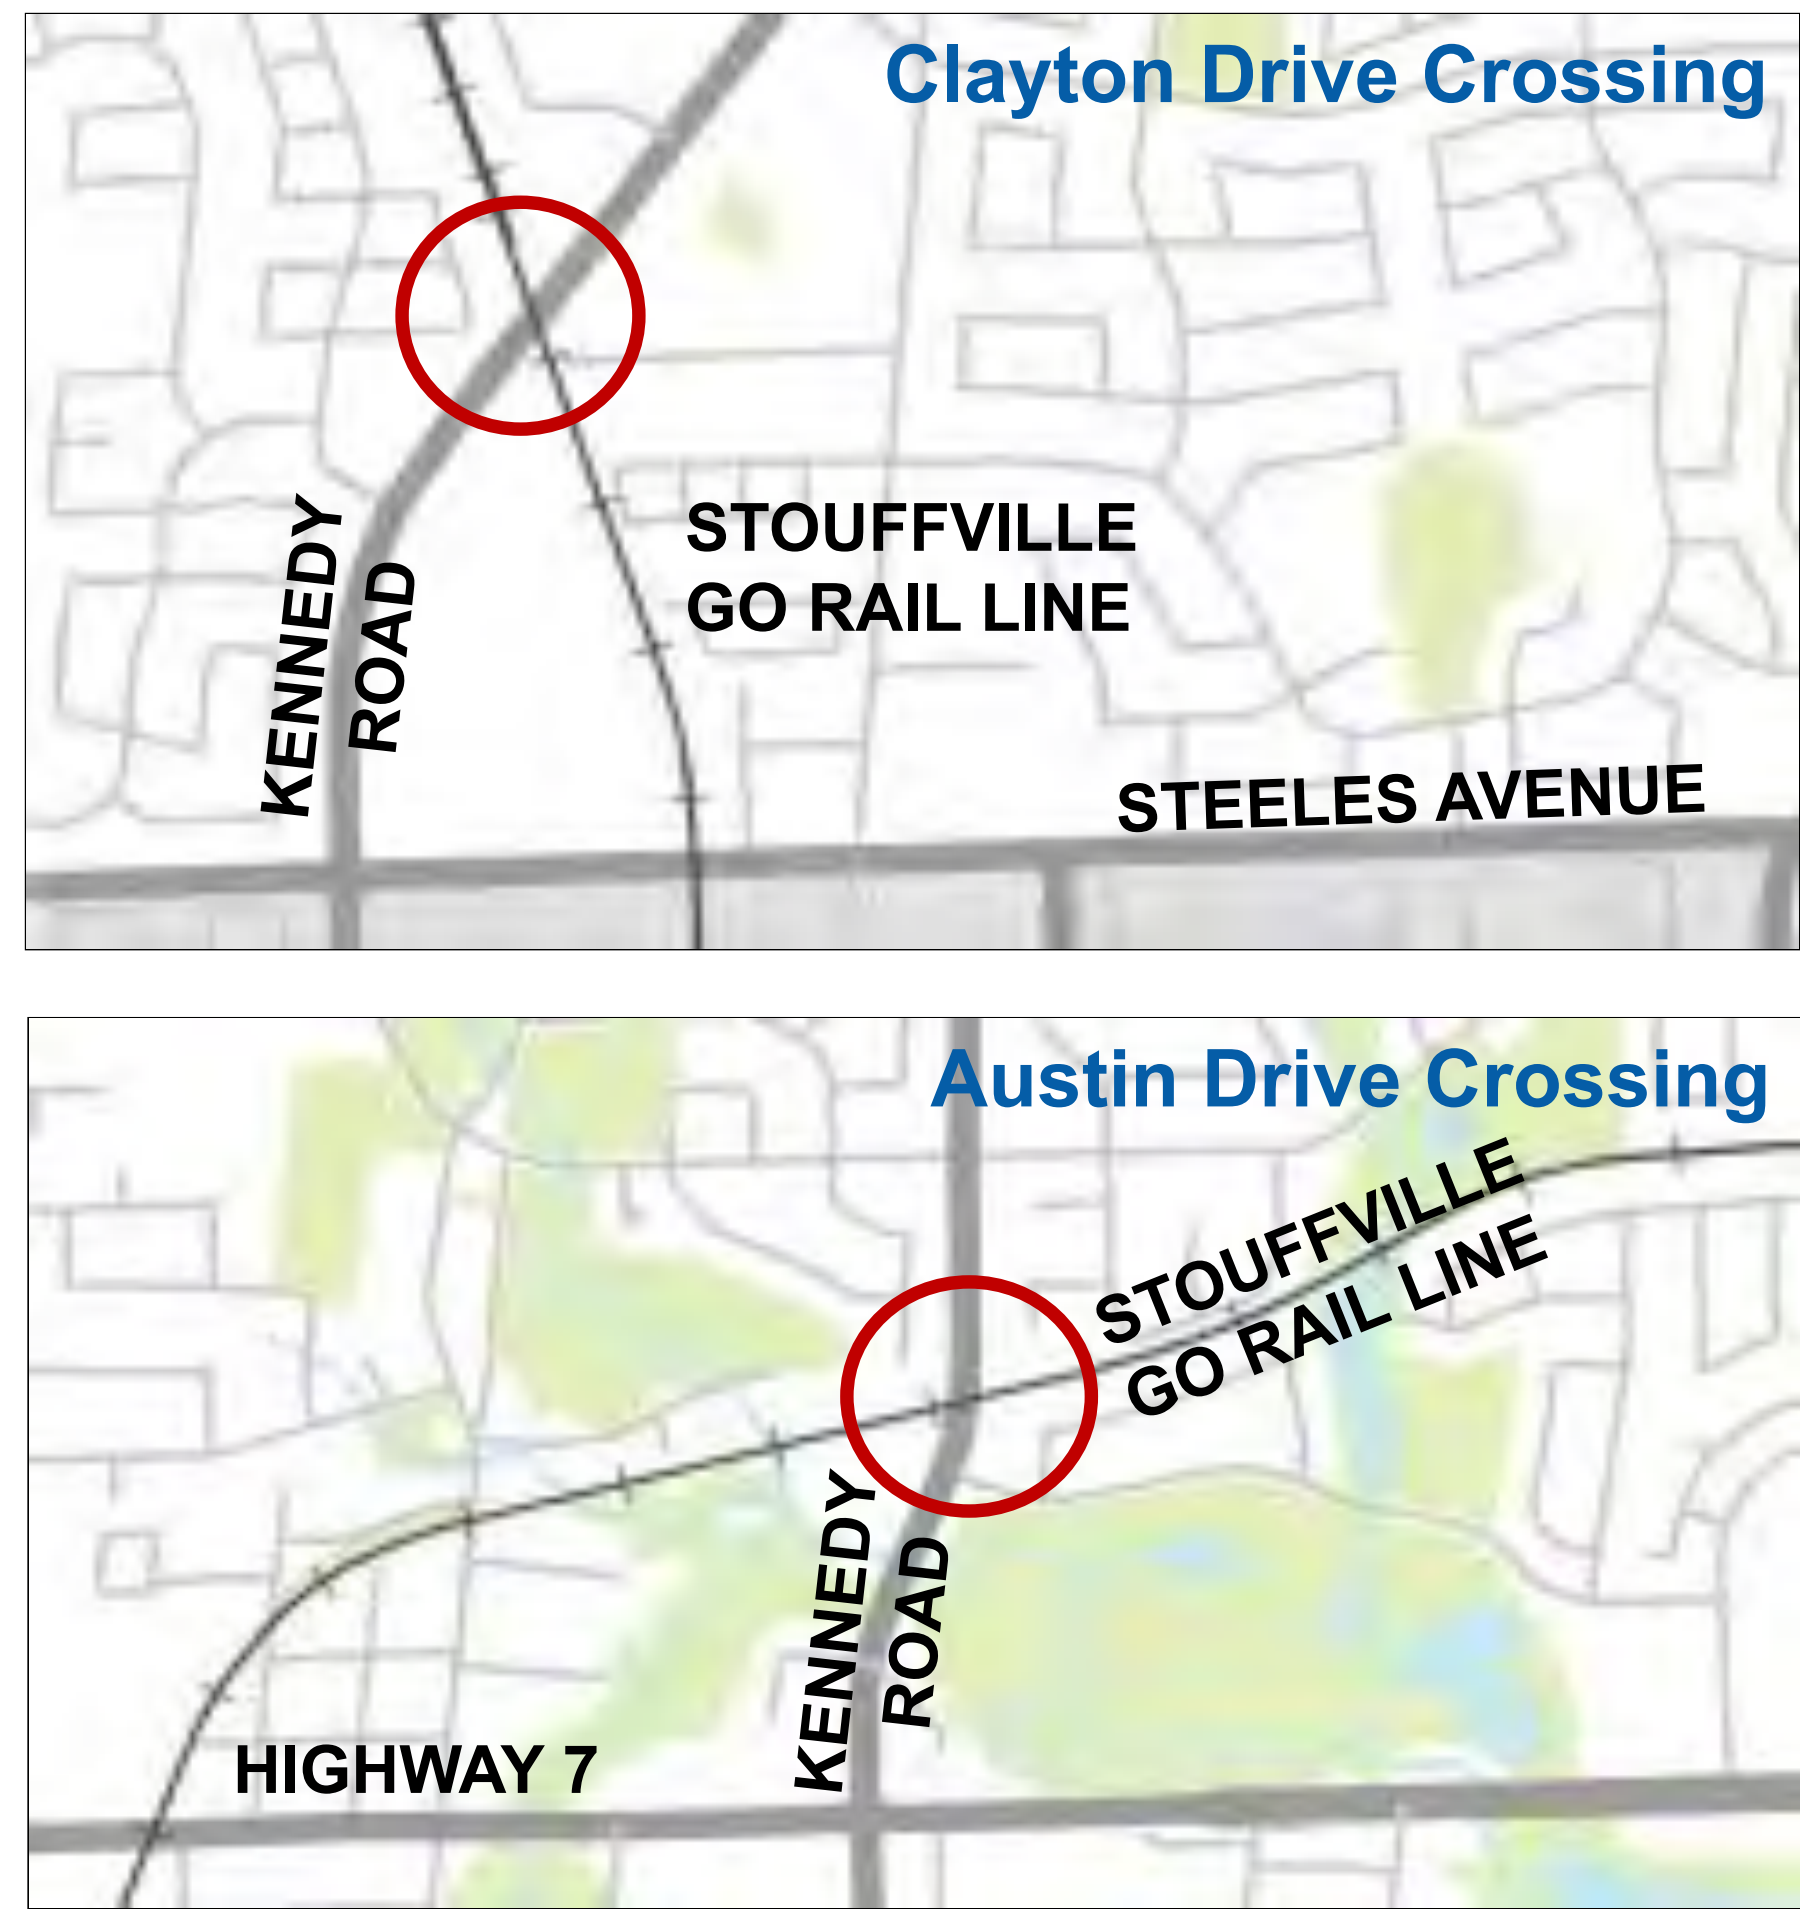 Clayton Drive Crossing
KENNEDY
ROAD
STOUFFVILLE
GO RAIL LINE
STEELES AVENUE
Austin Drive Crossing
STOUFFVILLE
GO RAIL LINE
KENNEDY
ROAD
HIGHWAY 7